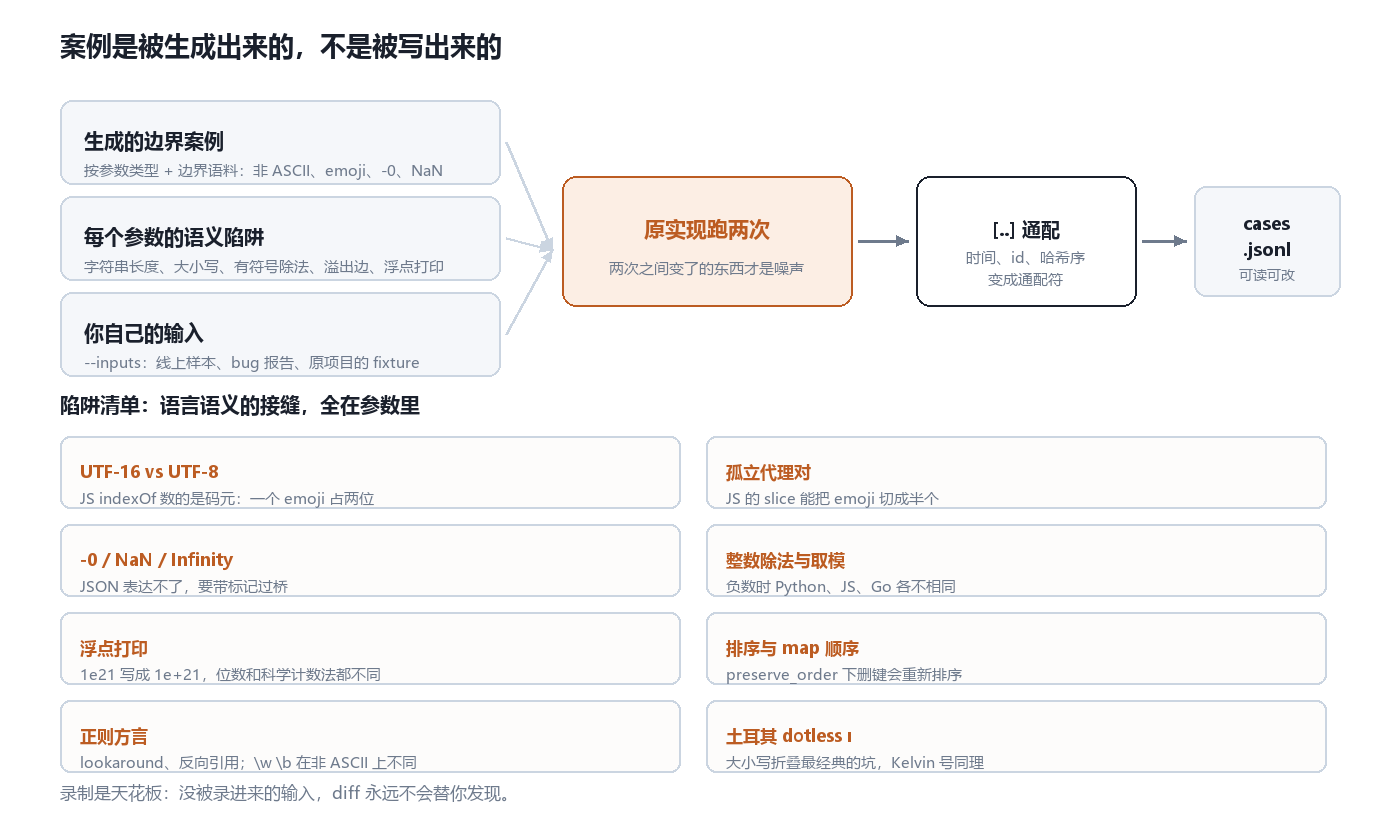 案例是被生成出来的，不是被写出来的
生成的边界案例
按参数类型 + 边界语料：非 ASCII、emoji、-0、NaN
每个参数的语义陷阱
字符串长度、大小写、有符号除法、溢出边、浮点打印
你自己的输入
--inputs：线上样本、bug 报告、原项目的 fixture
原实现跑两次
两次之间变了的东西才是噪声
[..] 通配
时间、id、哈希序
变成通配符
cases
.jsonl
可读可改
陷阱清单：语言语义的接缝，全在参数里
UTF-16 vs UTF-8
JS indexOf 数的是码元：一个 emoji 占两位
孤立代理对
JS 的 slice 能把 emoji 切成半个
-0 / NaN / Infinity
JSON 表达不了，要带标记过桥
整数除法与取模
负数时 Python、JS、Go 各不相同
浮点打印
1e21 写成 1e+21，位数和科学计数法都不同
排序与 map 顺序
preserve_order 下删键会重新排序
正则方言
lookaround、反向引用；\w \b 在非 ASCII 上不同
土耳其 dotless ı
大小写折叠最经典的坑，Kelvin 号同理
录制是天花板：没被录进来的输入，diff 永远不会替你发现。